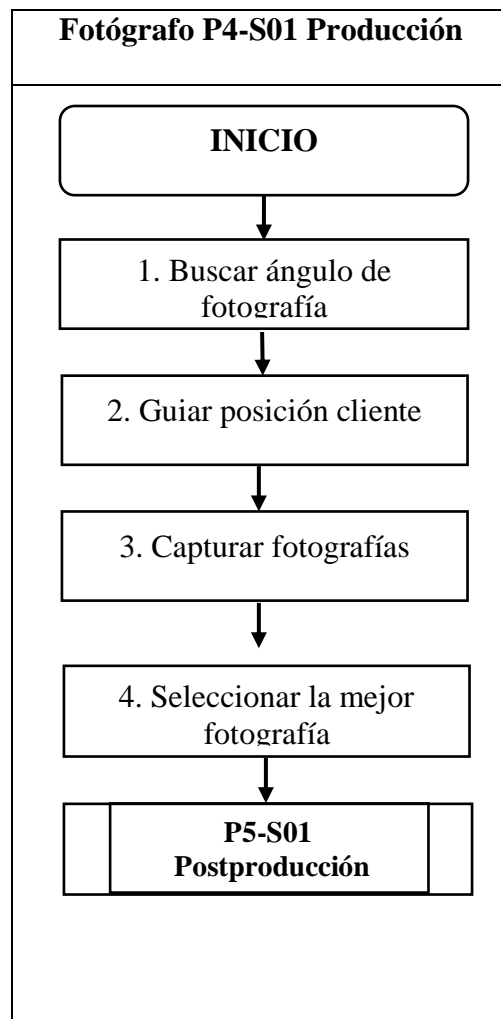 Fotógrafo P4-S01 Producción
INICIO
1. Buscar ángulo de
fotografía
2. Guiar posición cliente
3. Capturar fotografías
4. Seleccionar la mejor
fotografía
P5-S01
Postproducción